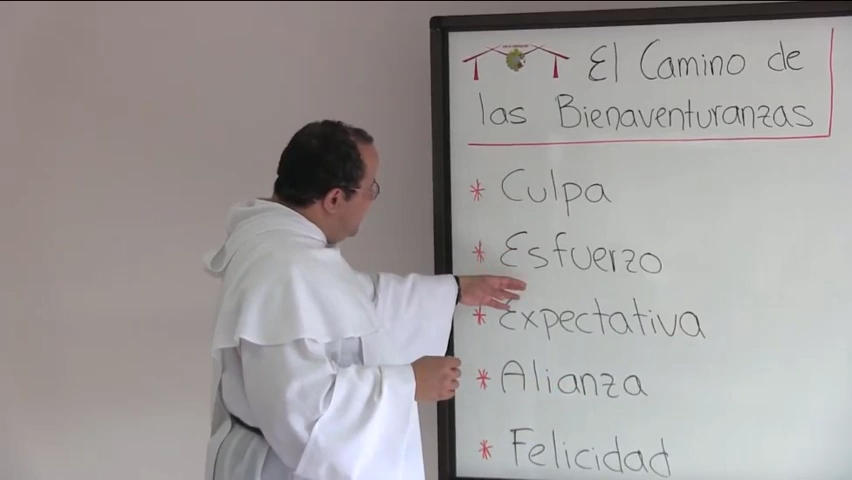 El Camino de
las Bienaventuranzas
* Culpa
* Esfuerzo
* Expectativa
* Alianza
* Felicidad